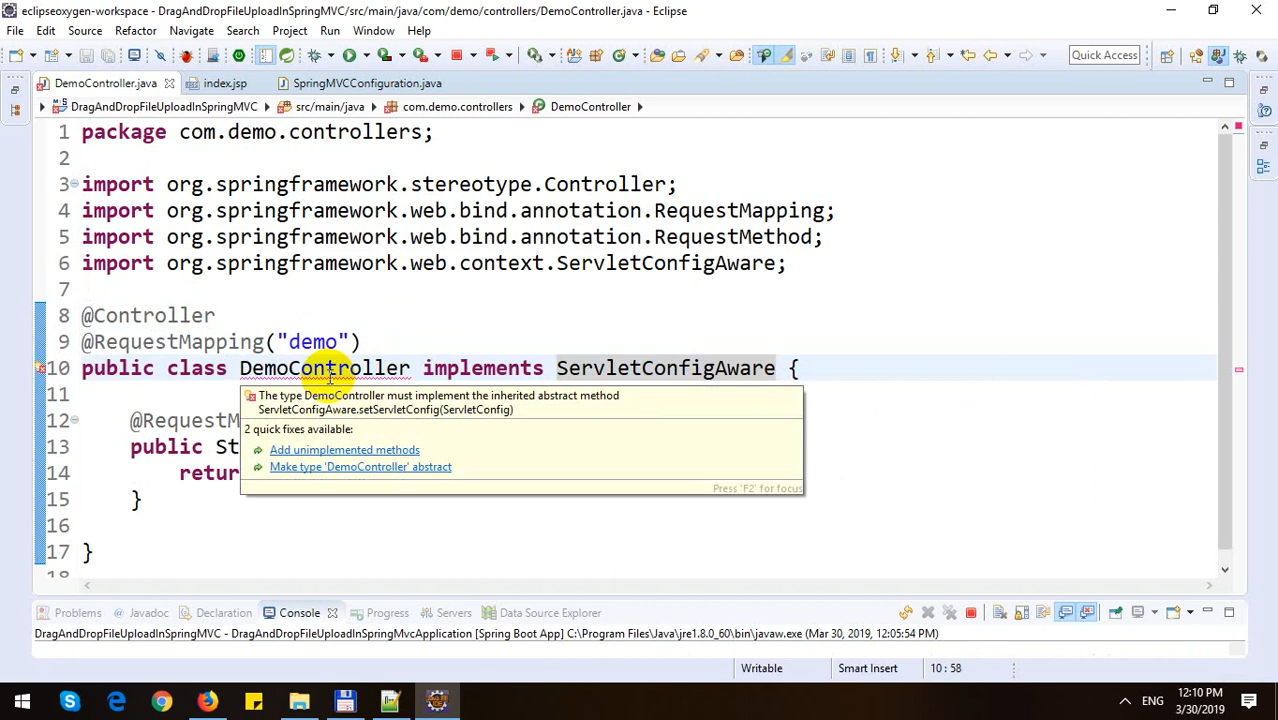 eclipseoxygen-workspace - DragAndDropFileUploadInSpringMVC/src/main/java/com/demo/controllers/DemoController.java - Eclipse
File Edit Source Refactor Navigate Search Project Run Window Help
Quick Access
DemoController.java index.jsp SpringMVCConfiguration.java
DragAndDropFileUploadInSpringMVC src/main/java com.demo.controllers DemoController
1 package com.demo.controllers;
2
3 import org.springframework.stereotype.Controller;
4 import org.springframework.web.bind.annotation.RequestMapping;
5 import org.springframework.web.bind.annotation.RequestMethod;
6 import org.springframework.web.context.ServletConfigAware;
7
8 @Controller
9 @RequestMapping("demo")
10 public class DemoController implements ServletConfigAware {
11
The type DemoController must implement the inherited abstract method
ServletConfigAware.setServletConfig(ServletConfig)
2 quick fixes available:
Add unimplemented methods
Make type 'DemoController' abstract
Press 'F2' for focus
12 @RequestM
13 public St
14 retur
15 }
16
17 }
18
Problems Javadoc Declaration Console Progress Servers Data Source Explorer
DragAndDropFileUploadInSpringMVC - DragAndDropFileUploadInSpringMvcApplication [Spring Boot App] C:\Program Files\Java\jre1.8.0_60\bin\javaw.exe (Mar 30, 2019, 12:05:54 PM)
Writable Smart Insert 10 : 58
ENG
12:10 PM
3/30/2019